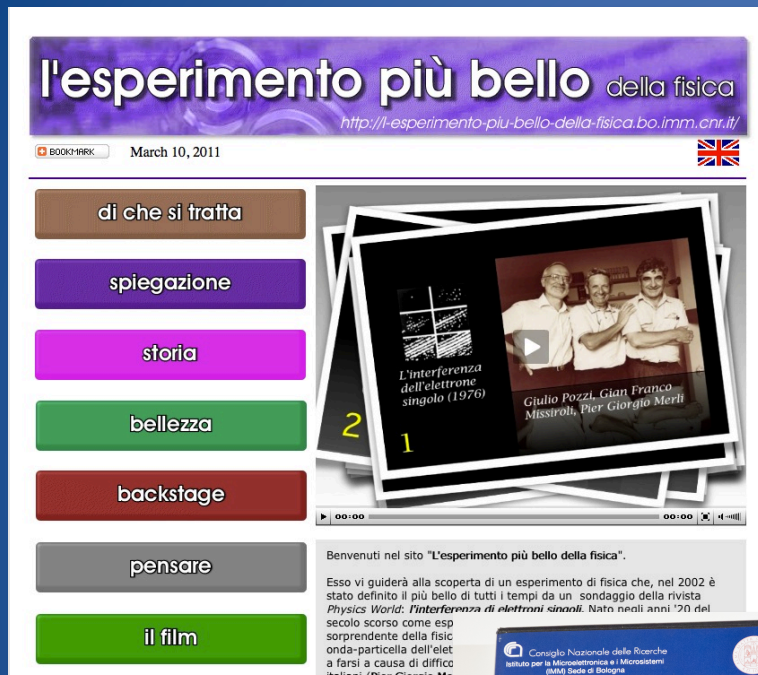 l'esperimento più bello della fisica
http://l-esperimento-piu-bello-della-fisica.bo.imm.cnr.it/
BOOKMARK March 10, 2011
di che si tratta
spiegazione
storia
bellezza
backstage
pensare
il film
L'interferenza
dell'elettrone
singolo (1976)
Giulio Pozzi, Gian Franco
Missiroli, Pier Giorgio Merli
2
1
00:00 00:00
Benvenuti nel sito "L'esperimento più bello della fisica".
Esso vi guiderà alla scoperta di un esperimento di fisica che, nel 2002 è
stato definito il più bello di tutti i tempi da un sondaggio della rivista
Physics World: l'interferenza di elettroni singoli. Nato negli anni '20 del
secolo scorso come esp
sorprendente della fisic
onda-particella dell'elet
a farsi a causa di diffico
italiani (Pier Giorgio Me
Consiglio Nazionale delle Ricerche
Istituto per la Microelettronica e i Microsistemi
(IMM) Sede di Bologna